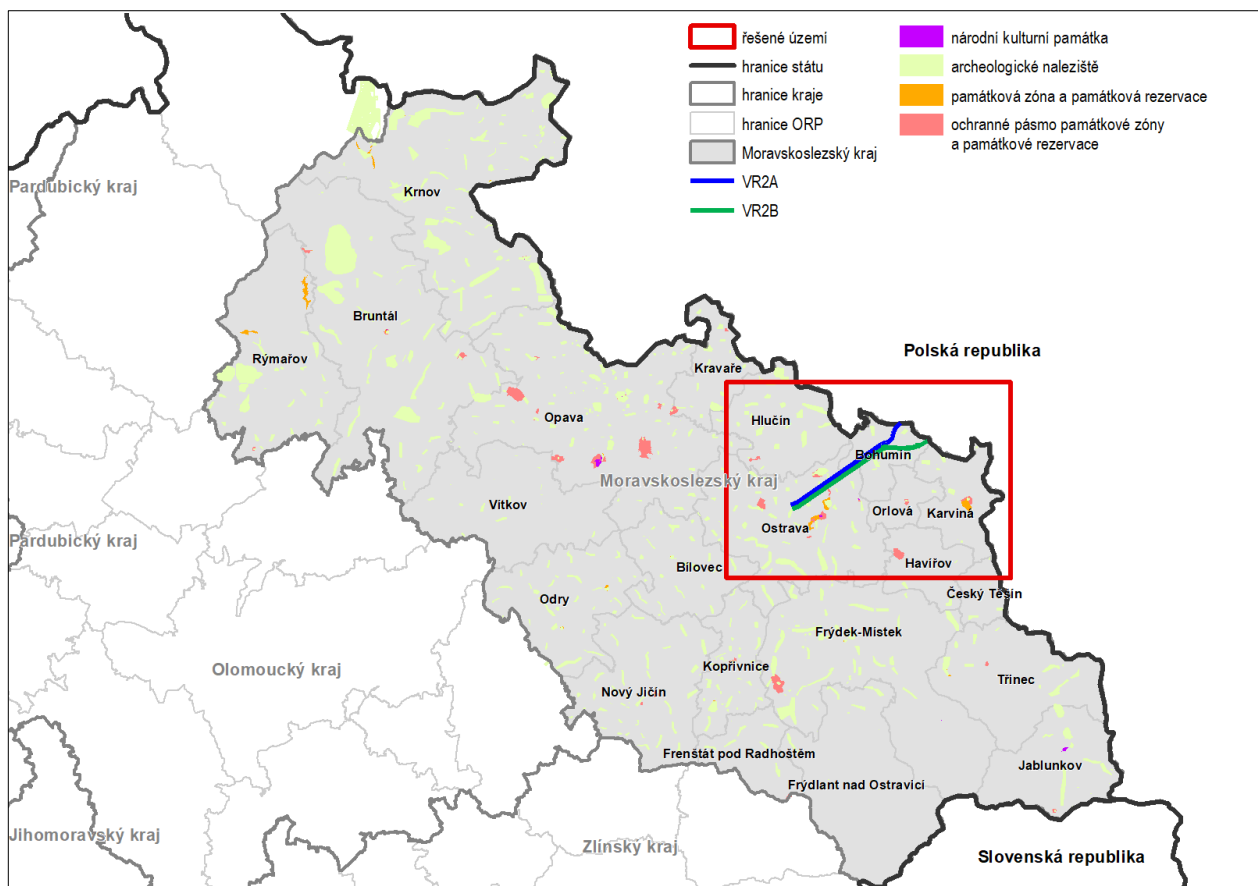 řešené území
hranice státu
hranice kraje
hranice ORP
Moravskoslezský kraj
VR2A
VR2B
národní kulturní památka
archeologické naleziště
památková zóna a památková rezervace
ochranné pásmo památkové zóny
a památkové rezervace
Pardubický kraj
Krnov
Bruntál
Rýmařov
Polská republika
Kravaře
Opava
Hlučín
Bohumín
Moravskoslezský kraj
Vítkov
Orlová
Karviná
Ostrava
Pardubický kraj
Bílovec
Havířov
Český Těšín
Odry
Frýdek-Místek
Olomoucký kraj
Kopřivnice
Třinec
Nový Jičín
Frenštát pod Radhoštěm
Jablunkov
Frýdlant nad Ostravicí
Jihomoravský kraj
Zlínský kraj
Slovenská republika